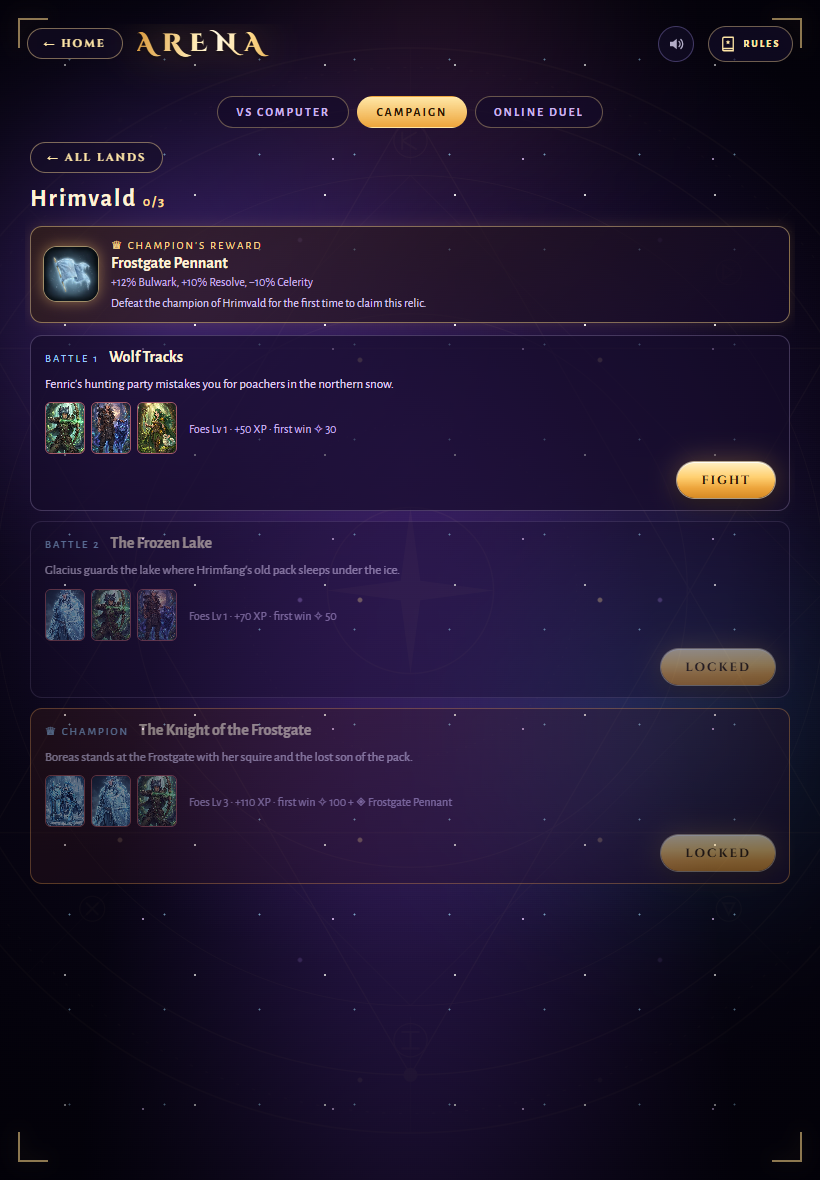 ← HOME
ARENA
RULES
VS COMPUTER
CAMPAIGN
ONLINE DUEL
← ALL LANDS
Hrimvald 0/3
♛ CHAMPION'S REWARD
Frostgate Pennant
+12% Bulwark, +10% Resolve, −10% Celerity
Defeat the champion of Hrimvald for the first time to claim this relic.
BATTLE 1 Wolf Tracks
Fenric's hunting party mistakes you for poachers in the northern snow.
Foes Lv 1 · +50 XP · first win ✧ 30
FIGHT
BATTLE 2 The Frozen Lake
Glacius guards the lake where Hrimfang's old pack sleeps under the ice.
Foes Lv 1 · +70 XP · first win ✧ 50
LOCKED
♛ CHAMPION The Knight of the Frostgate
Boreas stands at the Frostgate with her squire and the lost son of the pack.
Foes Lv 3 · +110 XP · first win ✧ 100 + ◈ Frostgate Pennant
LOCKED